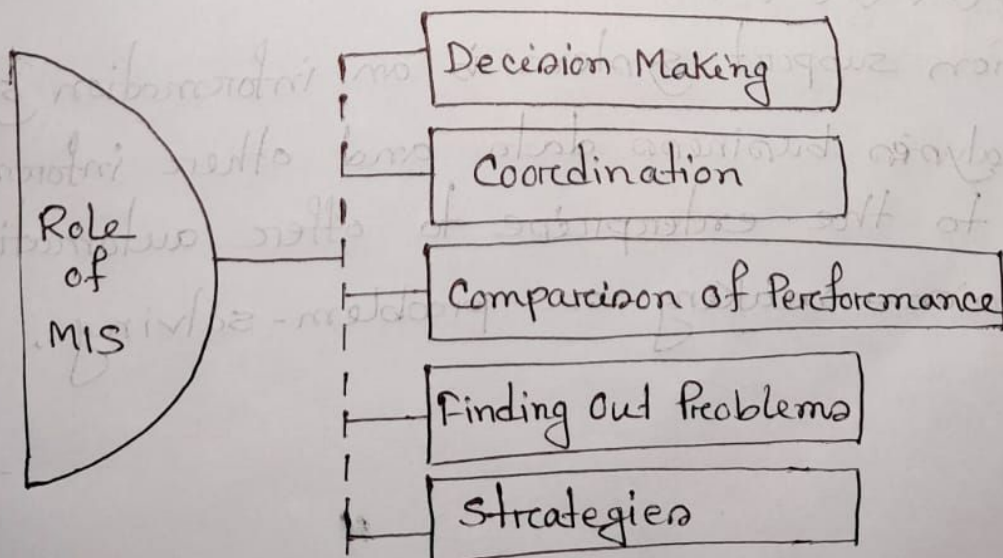 Role
of
MIS
Decision Making
Coordination
Comparison of Performance
Finding Out Problems
Strategies